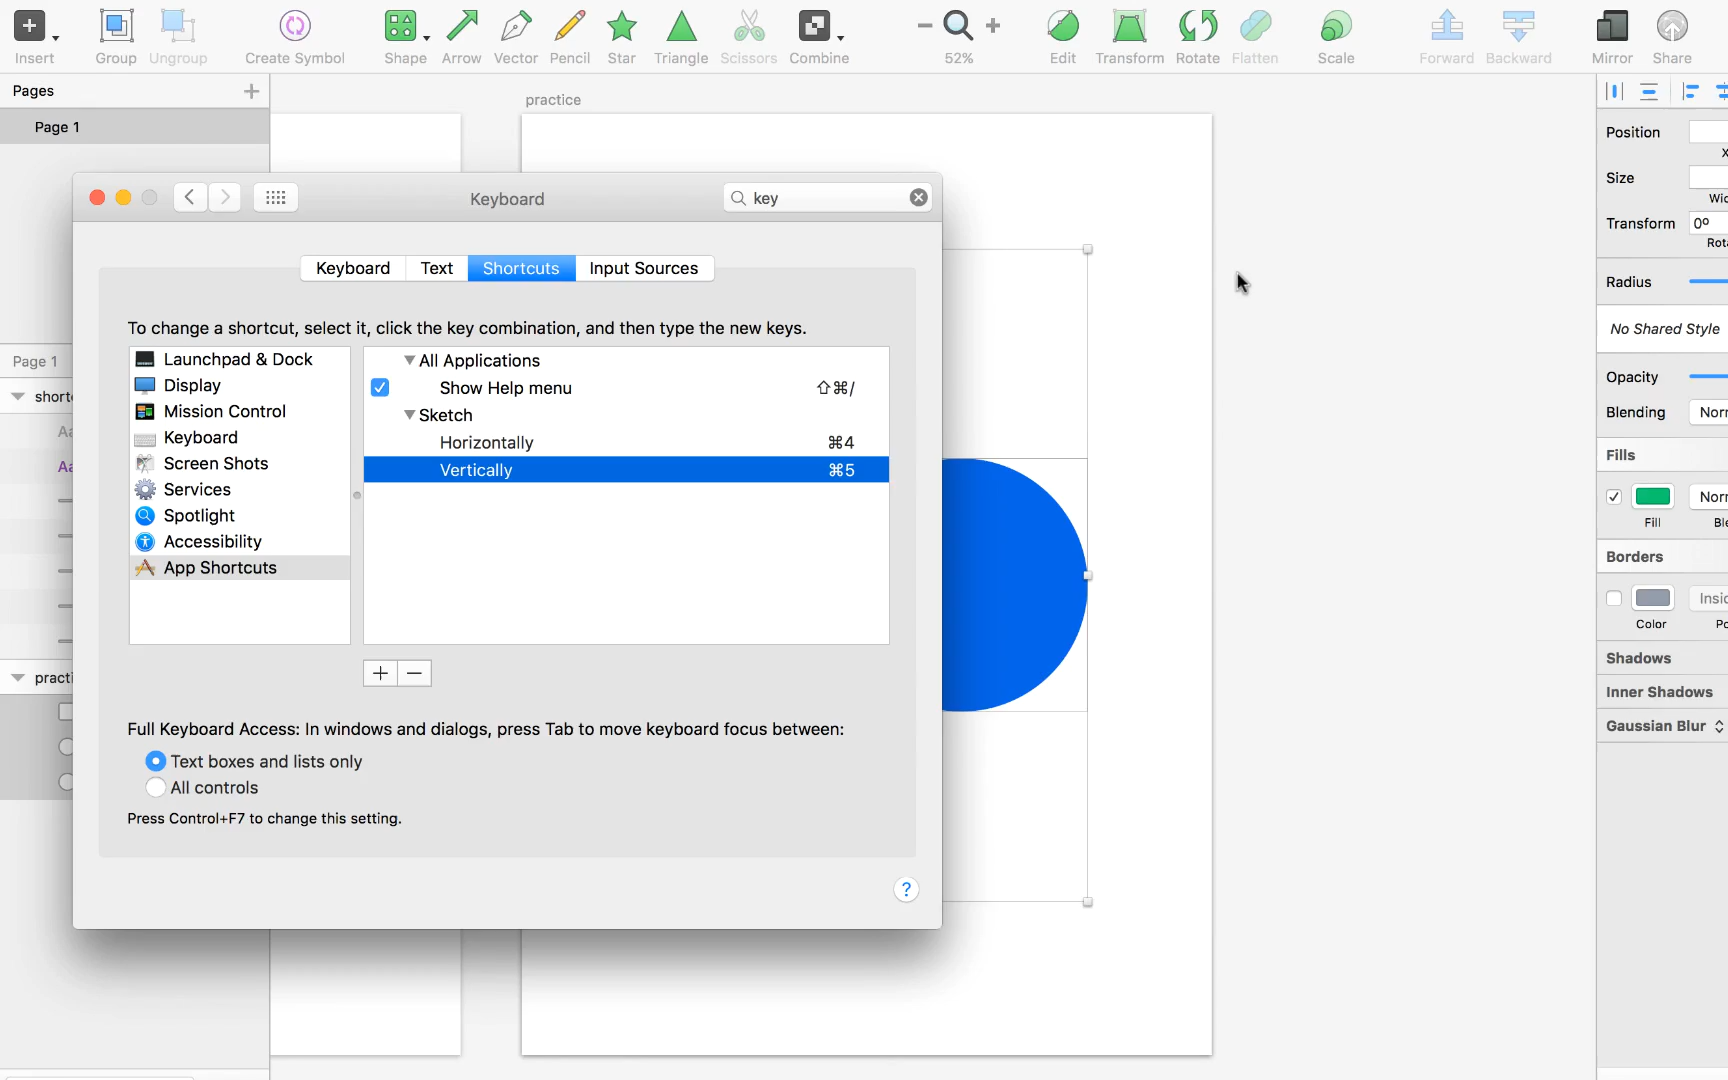 Insert
Group
Ungroup
Create Symbol
Shape
Arrow
Vector
Pencil
Star
Triangle
Scissors
Combine
52%
Edit
Transform
Rotate
Flatten
Scale
Forward
Backward
Mirror
Share
Pages
Page 1
practice
Keyboard
key
Keyboard
Text
Shortcuts
Input Sources
To change a shortcut, select it, click the key combination, and then type the new keys.
Launchpad & Dock
Display
Mission Control
Keyboard
Screen Shots
Services
Spotlight
Accessibility
App Shortcuts
All Applications
Show Help menu ⇧⌘/
Sketch
Horizontally ⌘4
Vertically ⌘5
Full Keyboard Access: In windows and dialogs, press Tab to move keyboard focus between:
Text boxes and lists only
All controls
Press Control+F7 to change this setting.
?
Page 1
Position
X
Size
Transform 0º
Radius
No Shared Style
Opacity
Blending
Fills
Fill
Borders
Color
Shadows
Inner Shadows
Gaussian Blur